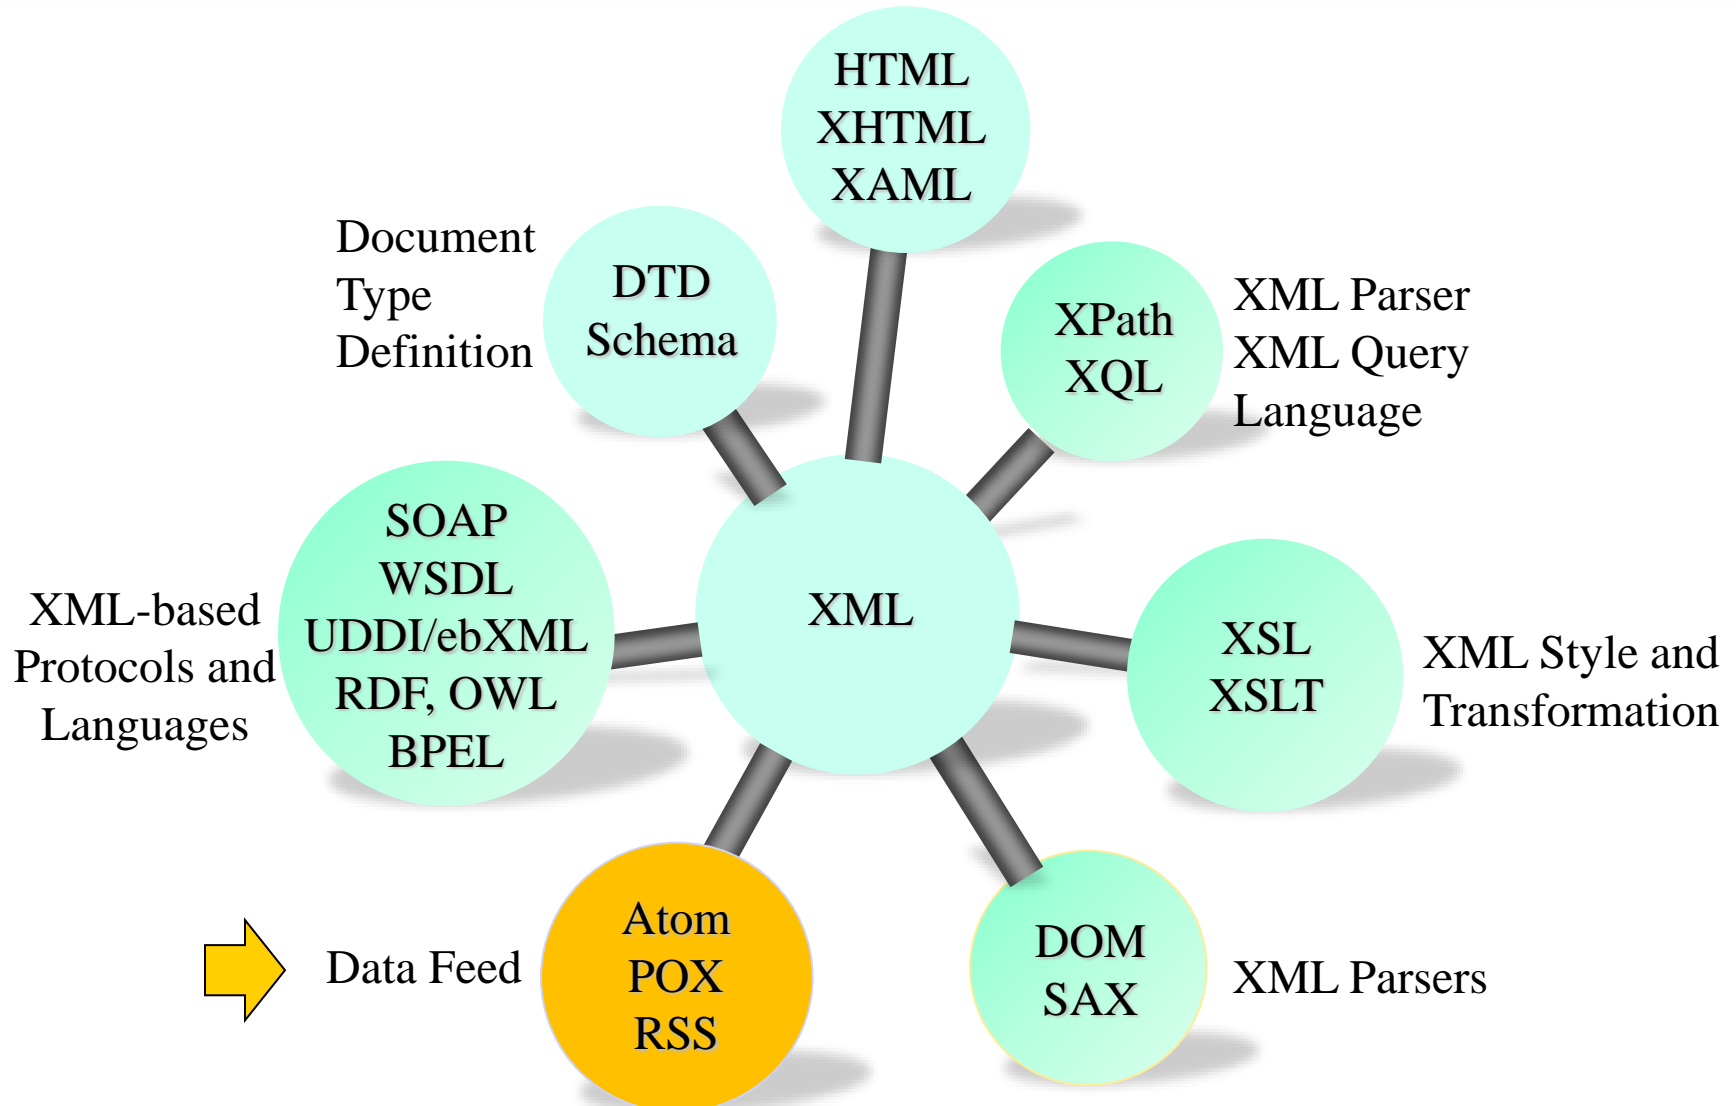 HTML
XHTML
XAML
Document
Type
Definition
DTD
Schema
XPath
XQL
XML Parser
XML Query
Language
XML-based
Protocols and
Languages
SOAP
WSDL
UDDI/ebXML
RDF, OWL
BPEL
XML
XSL
XSLT
XML Style and
Transformation
Data Feed
Atom
POX
RSS
DOM
SAX
XML Parsers